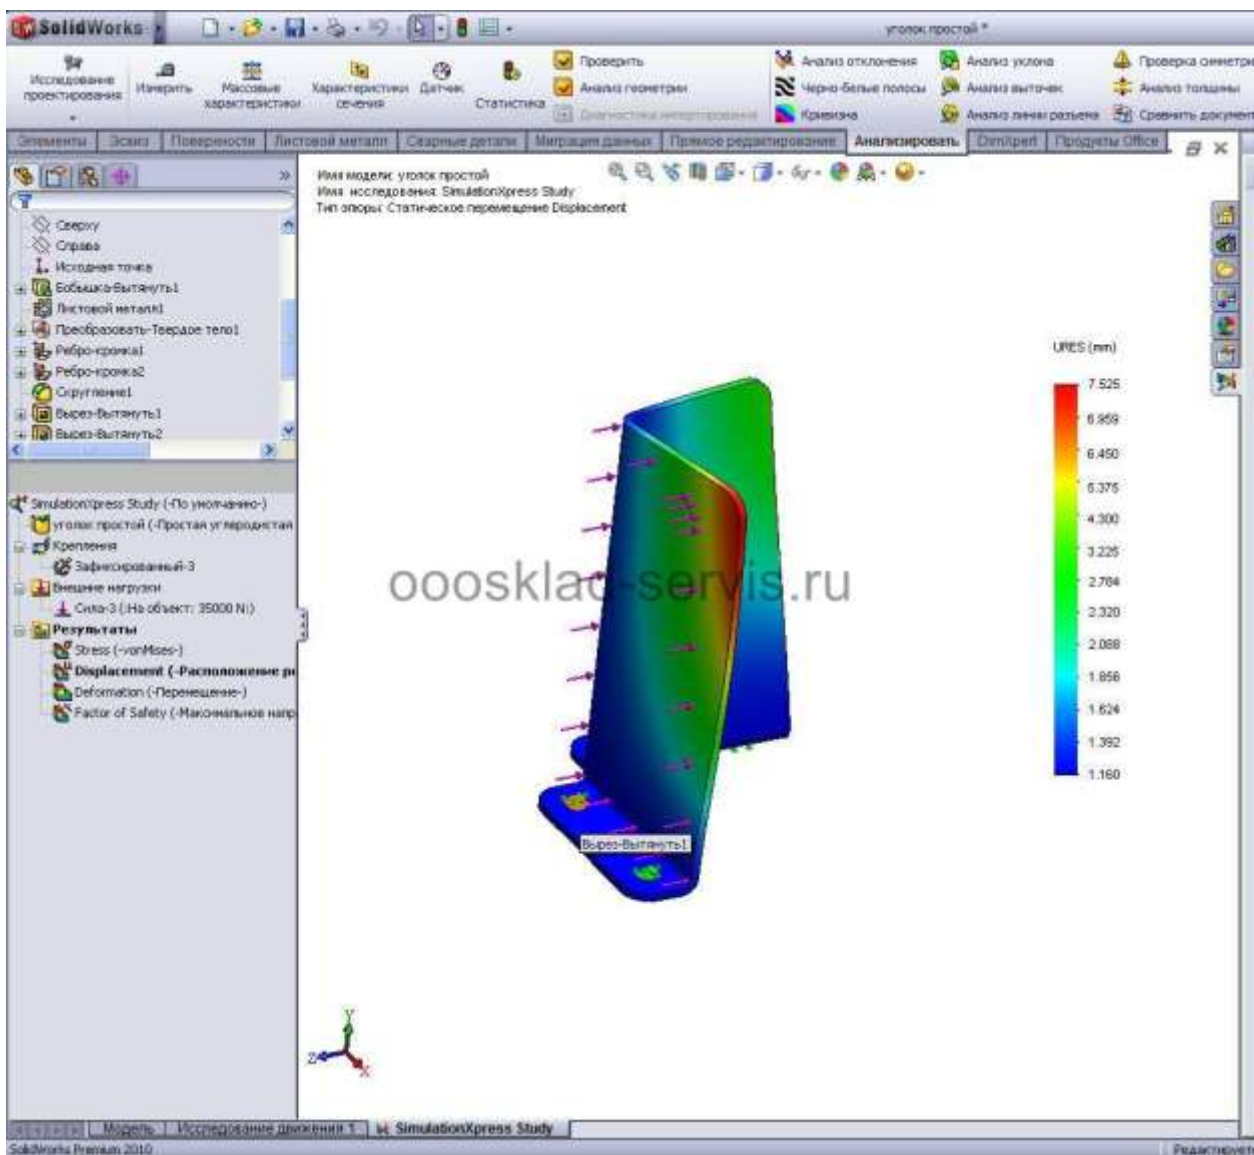 SolidWorks
уголок простой *
Исследование проектирования
Измерить
Массовые характеристики
Характеристики сечения
Датчик
Статистика
Проверить
Анализ геометрии
Диагностика импортирования
Анализ отклонения
Черно-белые полосы
Кривизна
Анализ уклона
Анализ выточек
Анализ линии разъема
Проверка симметри
Анализ толщины
Сравнить документ
Элементы Эскиз Поверхности Листовой металл Сварные детали Миграция данных Прямое редактирование Анализировать DimXpert Продукты Office
Имя модели: уголок простой
Имя исследования: SimulationXpress Study
Тип эпюры: Статическое перемещение Displacement
Сверху
Справа
Исходная точка
Бобышка-Вытянуть1
Листовой металл1
Преобразовать-Твердое тело1
Ребро-кромка1
Ребро-кромка2
Скругление1
Вырез-Вытянуть1
Вырез-Вытянуть2
SimulationXpress Study (-По умолчанию-)
уголок простой (-Простая углеродистая
Крепления
Зафиксированный-3
Внешние нагрузки
Сила-3 (:На объект: 35000 N:)
Результаты
Stress (-vonMises-)
Displacement (-Расположение ре
Deformation (-Перемещение-)
Factor of Safety (-Максимальное напр
URES (mm)
7.525
6.959
6.450
5.375
4.300
3.225
2.784
2.320
2.088
1.856
1.624
1.392
1.160
ooosklad-servis.ru
Вырез-Вытянуть1
Y
Z
X
Модель Исследование движения 1 SimulationXpress Study
SolidWorks Premium 2010
Редактирует